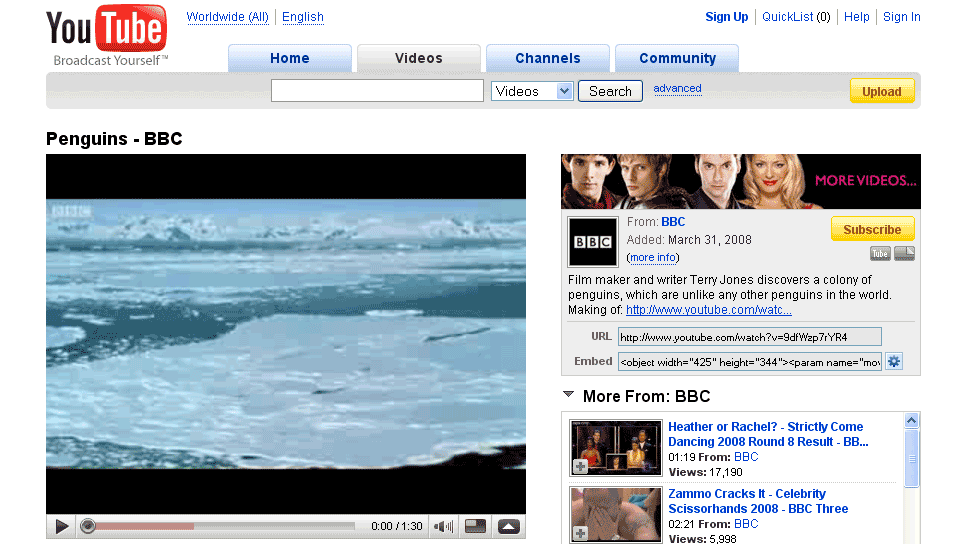 You Tube
Broadcast Yourself™
Worldwide (All) English
Sign Up QuickList (0) Help Sign In
Home Videos Channels Community
Videos Search advanced Upload
Penguins - BBC
BBC
0:00 / 1:30
MORE VIDEOS...
BBC
From: BBC
Added: March 31, 2008
(more info)
Subscribe
Tube
Film maker and writer Terry Jones discovers a colony of
penguins, which are unlike any other penguins in the world.
Making of: http://www.youtube.com/watc...
URL http://www.youtube.com/watch?v=9dfWzp7rYR4
Embed <object width="425" height="344"><param name="mov
More From: BBC
Heather or Rachel? - Strictly Come
Dancing 2008 Round 8 Result - BB...
01:19 From: BBC
Views: 17,190
Zammo Cracks It - Celebrity
Scissorhands 2008 - BBC Three
02:21 From: BBC
Views: 5,998